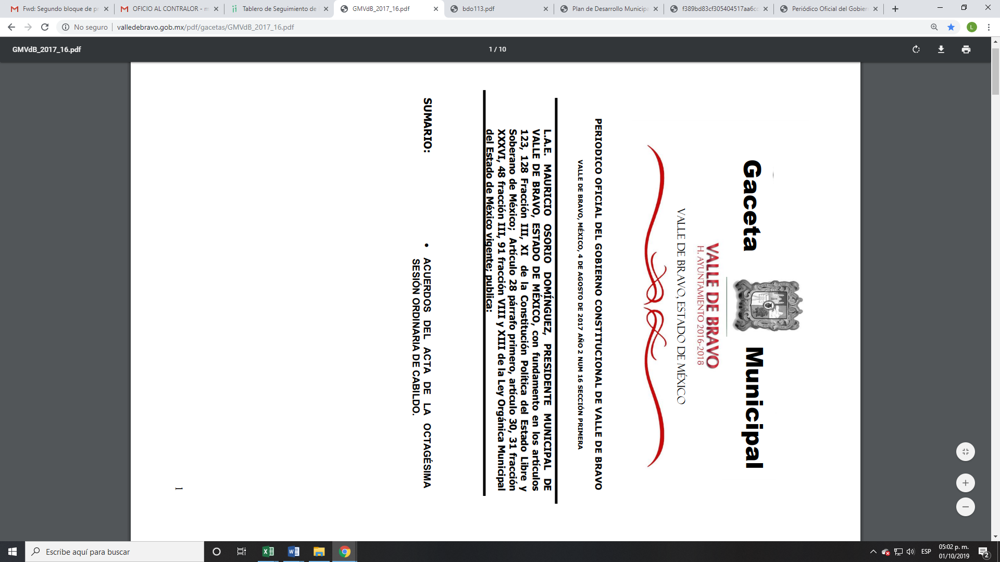 Fwd: Segundo bloque de pr
OFICIO AL CONTRALOR - m
Tablero de Seguimiento de
GMVdB_2017_16.pdf
bdo113.pdf
Plan de Desarrollo Municipa
f389bd83cf305404517aa6c
Periódico Oficial del Gobier
No seguro
valledebravo.gob.mx/pdf/gacetas/GMVdB_2017_16.pdf
L
GMVdB_2017_16.pdf
1 / 10
Gaceta Municipal
VALLE DE BRAVO
H. AYUNTAMIENTO 2016-2018
VALLE DE BRAVO, ESTADO DE MÉXICO
PERIODICO OFICIAL DEL GOBIERNO CONSTITUCIONAL DE VALLE DE BRAVO
VALLE DE BRAVO, MÉXICO, 4 DE AGOSTO DE 2017 AÑO 2 NUM 16 SECCIÓN PRIMERA
L.A.E. MAURICIO OSORIO DOMÍNGUEZ, PRESIDENTE MUNICIPAL DE
VALLE DE BRAVO, ESTADO DE MÉXICO, con fundamento en los artículos
123, 128 Fracción III, XI de la Constitución Política del Estado Libre y
Soberano de México; Artículo 28 párrafo primero, artículo 30, 31 fracción
XXXVI, 48 fracción III, 91 fracción VIII y XIII de la Ley Orgánica Municipal
del Estado de México vigente; publica:
SUMARIO:
• ACUERDOS DEL ACTA DE LA OCTAGÉSIMA
SESIÓN ORDINARIA DE CABILDO.
1
Escribe aquí para buscar
ESP
05:02 p. m.
01/10/2019
2